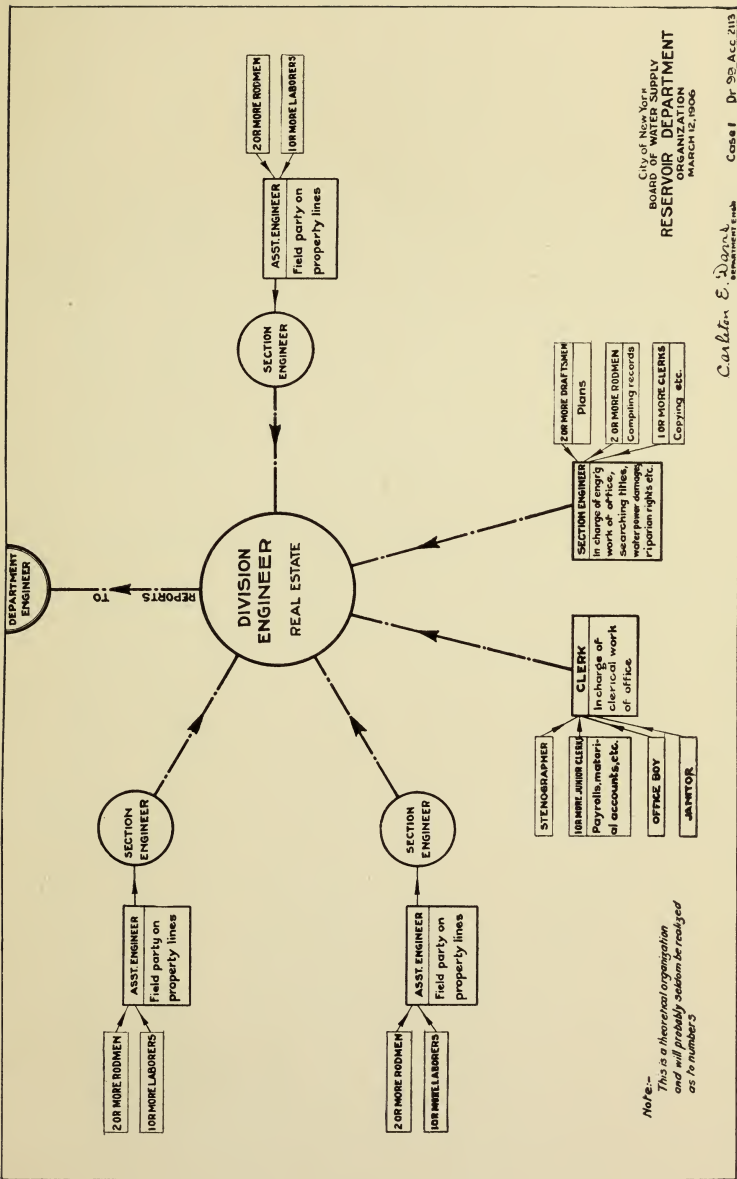 DEPARTMENT
ENGINEER
REPORTS
TO
DIVISION
ENGINEER
REAL ESTATE
SECTION
ENGINEER
ASST. ENGINEER
Field party on
property lines
2 OR MORE RODMEN
1 OR MORE LABORERS
SECTION
ENGINEER
ASST. ENGINEER
Field party on
property lines
2 OR MORE RODMEN
1 OR MORE LABORERS
SECTION
ENGINEER
ASST. ENGINEER
Field party on
property lines
2 OR MORE RODMEN
1 OR MORE LABORERS
CLERK
In charge of
clerical work
of office
STENOGRAPHER
1 OR MORE JUNIOR CLERKS
Payrolls, matari-
al accounts, etc.
OFFICE BOY
JANITOR
SECTION ENGINEER
In charge of engr'g
work of office,
searching titles,
water power damages,
riparian rights etc.
2 OR MORE DRAFTSMEN
Plans
2 OR MORE RODMEN
Compiling records
1 OR MORE CLERKS
Copying etc.
Note:-
This is a theoretical organization
and will probably seldom be realized
as to numbers
City of New York
BOARD OF WATER SUPPLY
RESERVOIR DEPARTMENT
ORGANIZATION
MARCH 12, 1906
Carleton E. Davis
DEPARTMENT ENGR
Case 1 Dr 92 Acc 2113